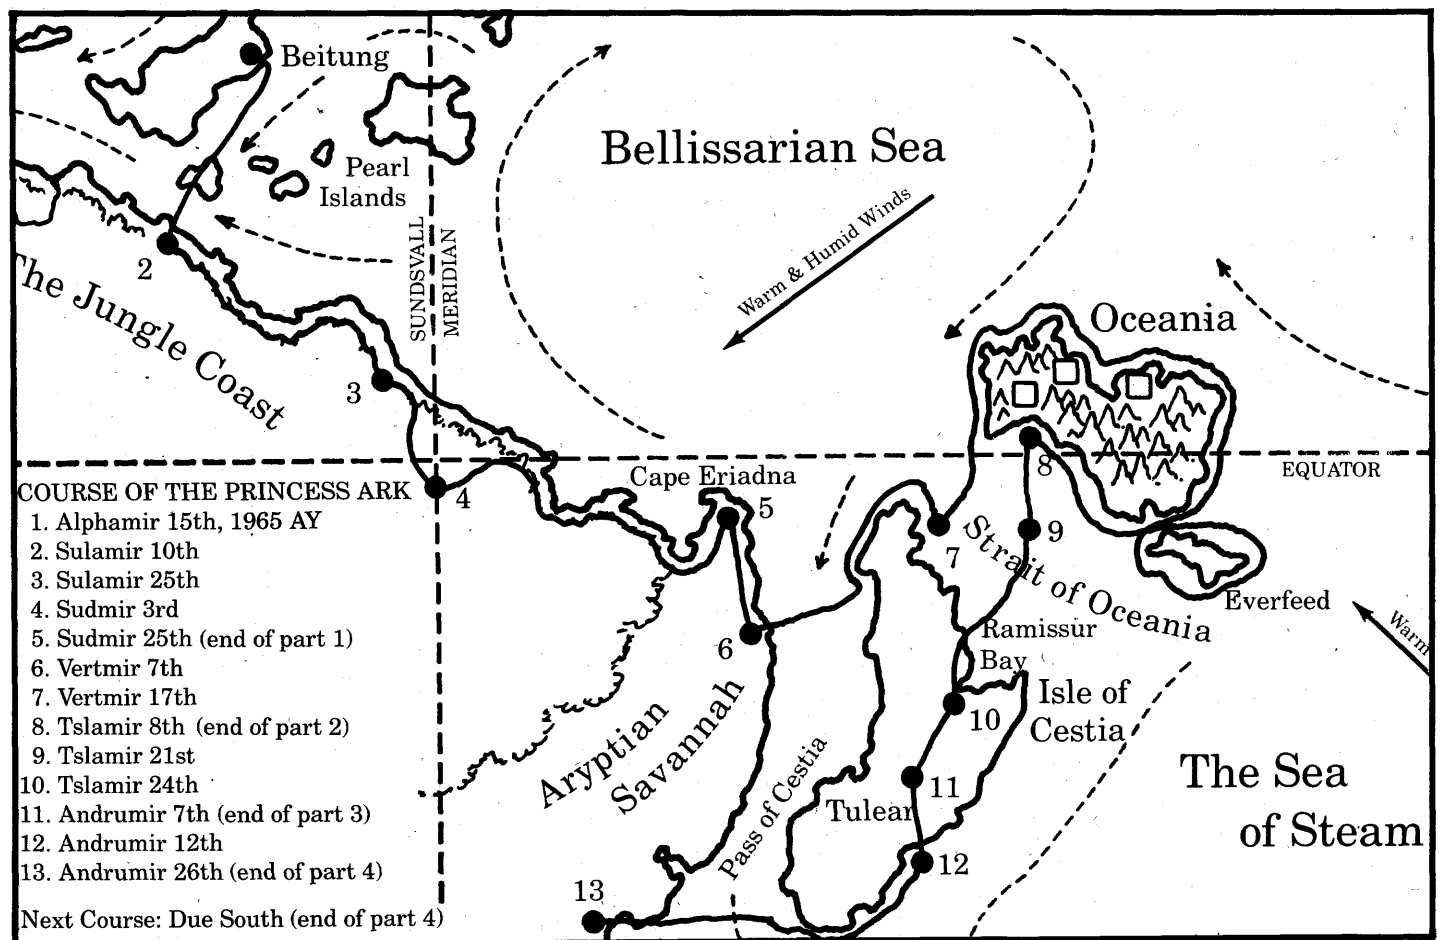 Beitung
Bellissarian Sea
Pearl
Islands
Warm & Humid Winds
SUNDSVALL
MERIDIAN
2
The Jungle Coast
Oceania
3
EQUATOR
Cape Eriadna
8
COURSE OF THE PRINCESS ARK
4
5
7
9
Strait of Oceania
1. Alphamir 15th, 1965 AY
2. Sulamir 10th
3. Sulamir 25th
4. Sudmir 3rd
5. Sudmir 25th (end of part 1)
6. Vertmir 7th
7. Vertmir 17th
8. Tslamir 8th (end of part 2)
9. Tslamir 21st
10. Tslamir 24th
11. Andrumir 7th (end of part 3)
12. Andrumir 12th
13. Andrumir 26th (end of part 4)
Next Course: Due South (end of part 4)
Everfeed
Warm
6
Ramissur
Bay
Isle of
Cestia
10
Aryptian
Savannah
Pass of Cestia
11
Tulear
The Sea
of Steam
12
13